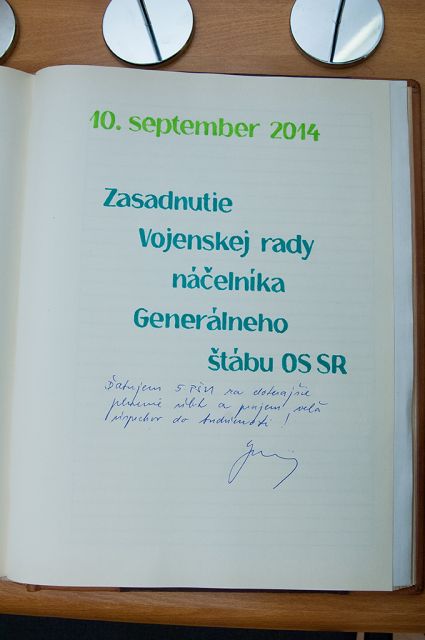 10. september 2014
Zasadnutie
Vojenskej rady
náčelníka
Generálneho
štábu OS SR
Ďakujem 5. PŠU za doterajšie
plnenie úloh a prajem veľa
úspechov do budúcnosti !